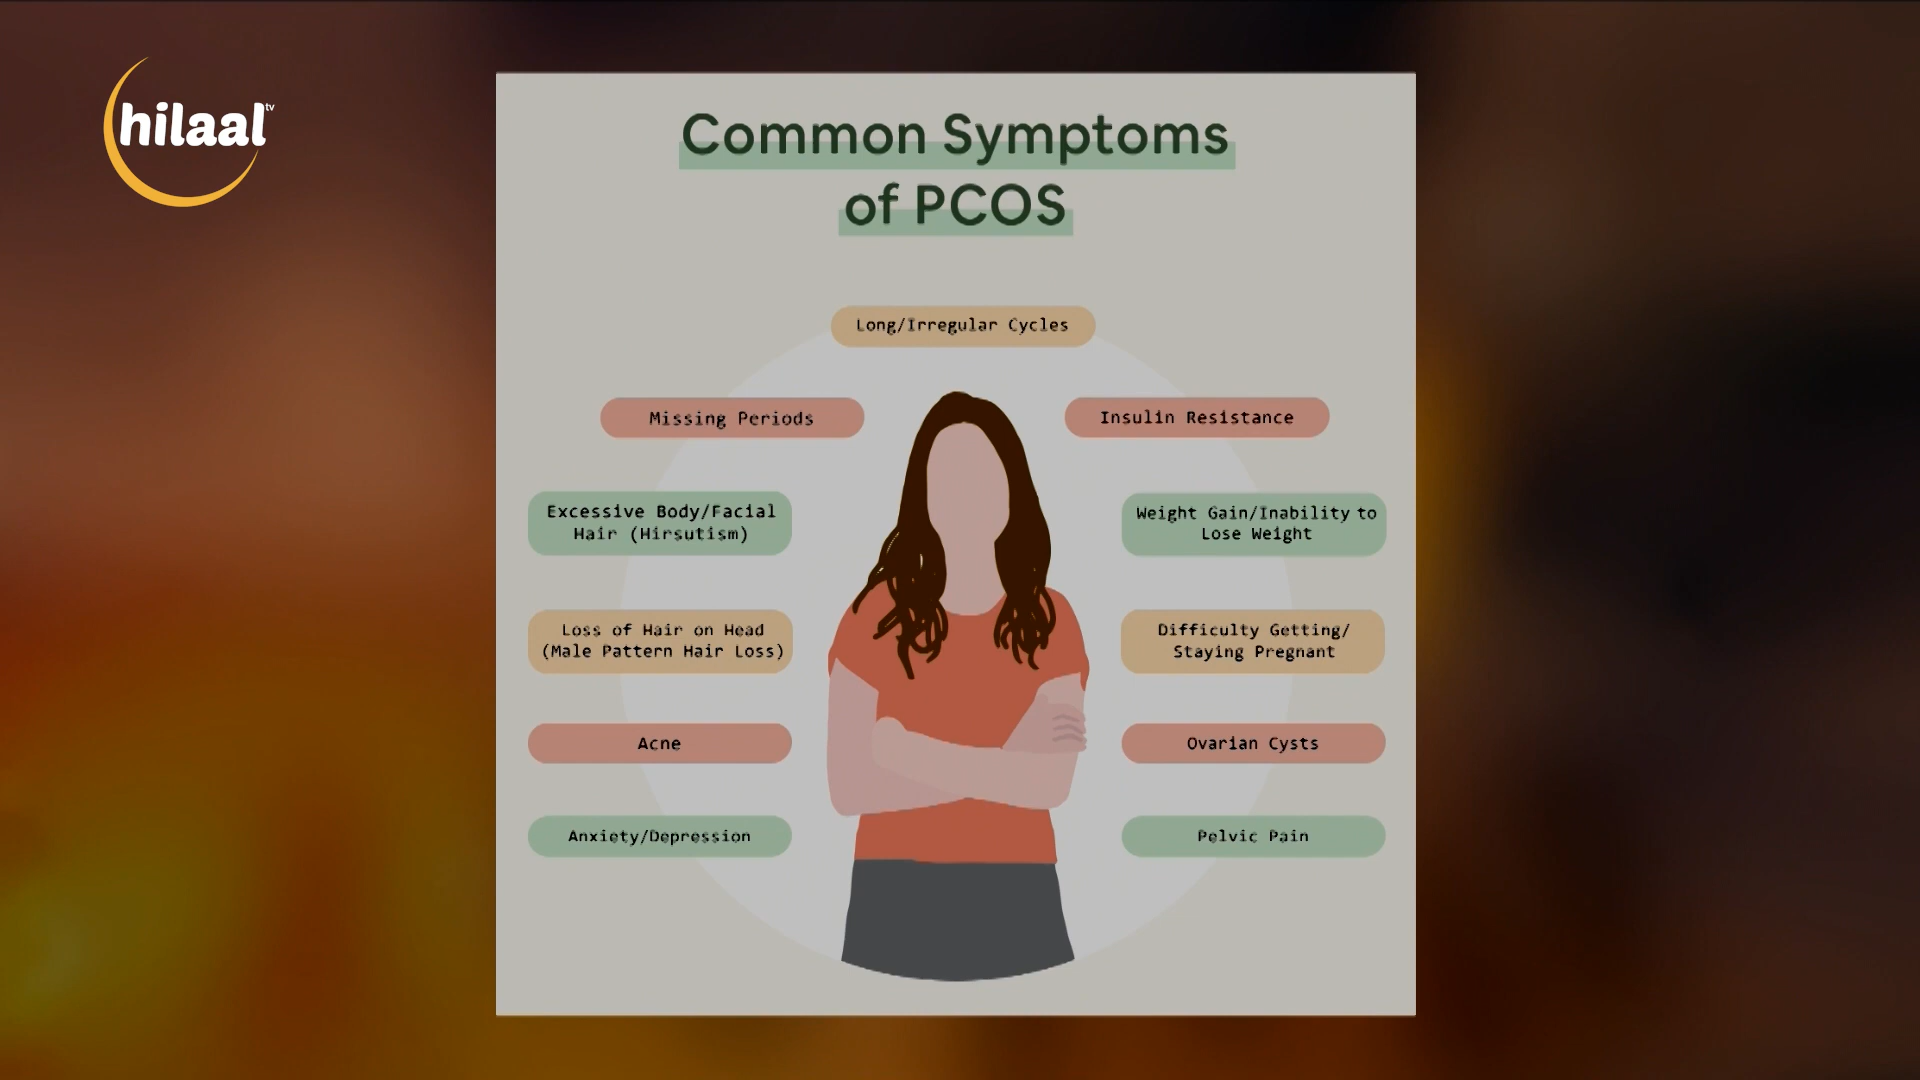 hilaal tv
Common Symptoms
of PCOS
Long/Irregular Cycles
Missing Periods
Insulin Resistance
Excessive Body/Facial
Hair (Hirsutism)
Weight Gain/Inability to
Lose Weight
Loss of Hair on Head
(Male Pattern Hair Loss)
Difficulty Getting/
Staying Pregnant
Acne
Ovarian Cysts
Anxiety/Depression
Pelvic Pain